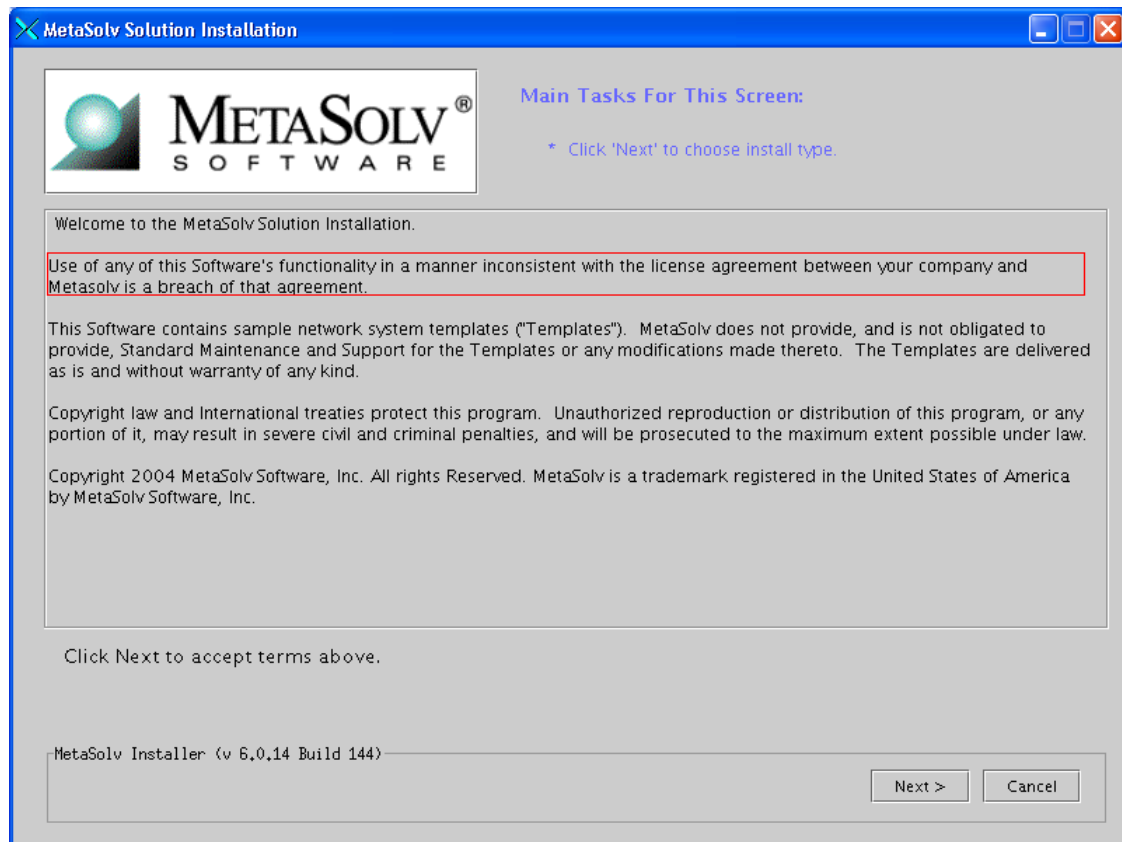 MetaSolv Solution Installation
METASOLV®
SOFTWARE
Main Tasks For This Screen:
* Click 'Next' to choose install type.
Welcome to the MetaSolv Solution Installation.
Use of any of this Software's functionality in a manner inconsistent with the license agreement between your company and
Metasolv is a breach of that agreement.
This Software contains sample network system templates ("Templates").  MetaSolv does not provide, and is not obligated to
provide, Standard Maintenance and Support for the Templates or any modifications made thereto.  The Templates are delivered
as is and without warranty of any kind.
Copyright law and International treaties protect this program.  Unauthorized reproduction or distribution of this program, or any
portion of it, may result in severe civil and criminal penalties, and will be prosecuted to the maximum extent possible under law.
Copyright 2004 MetaSolv Software, Inc. All rights Reserved. MetaSolv is a trademark registered in the United States of America
by MetaSolv Software, Inc.
Click Next to accept terms above.
MetaSolv Installer (v 6.0.14 Build 144)
Next >
Cancel